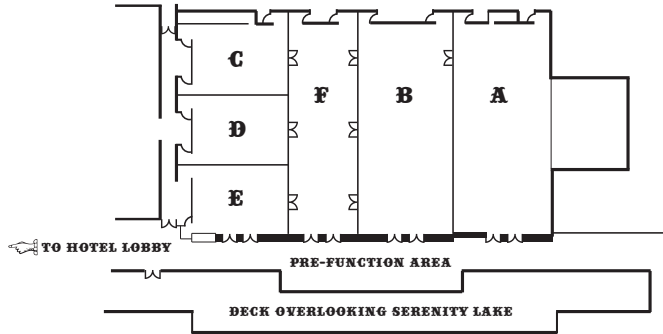 C
F
B
A
D
E
TO HOTEL LOBBY
PRE-FUNCTION AREA
DECK OVERLOOKING SERENITY LAKE